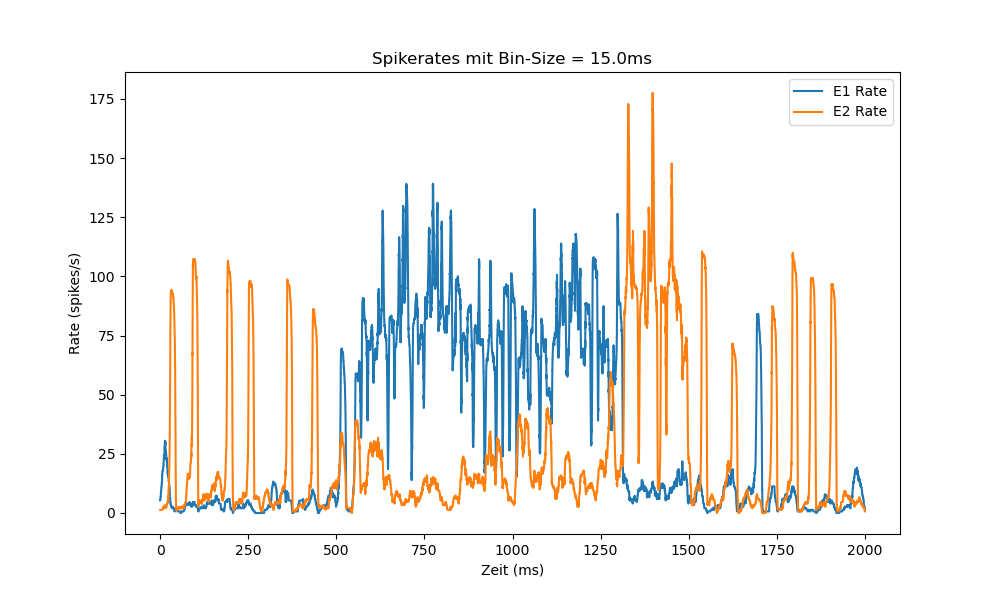 Spikerates mit Bin-Size = 15.0ms
E1 Rate
E2 Rate
175
150
125
100
75
50
25
0
Rate (spikes/s)
0 250 500 750 1000 1250 1500 1750 2000
Zeit (ms)